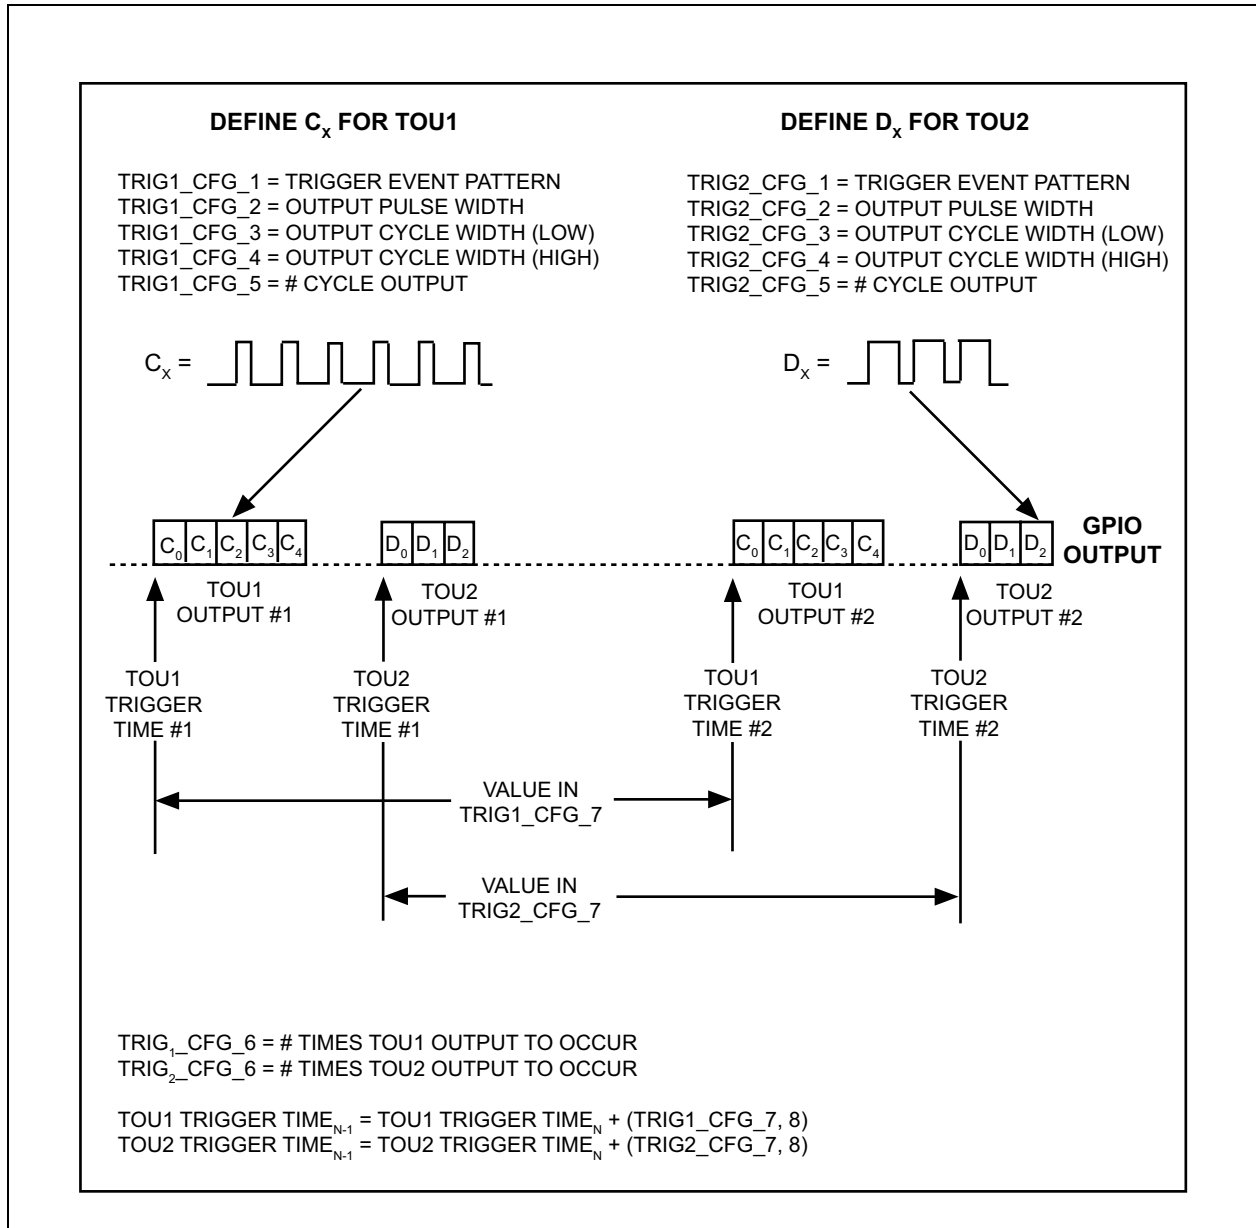 DEFINE Cx FOR TOU1
TRIG1_CFG_1 = TRIGGER EVENT PATTERN
TRIG1_CFG_2 = OUTPUT PULSE WIDTH
TRIG1_CFG_3 = OUTPUT CYCLE WIDTH (LOW)
TRIG1_CFG_4 = OUTPUT CYCLE WIDTH (HIGH)
TRIG1_CFG_5 = # CYCLE OUTPUT
DEFINE Dx FOR TOU2
TRIG2_CFG_1 = TRIGGER EVENT PATTERN
TRIG2_CFG_2 = OUTPUT PULSE WIDTH
TRIG2_CFG_3 = OUTPUT CYCLE WIDTH (LOW)
TRIG2_CFG_4 = OUTPUT CYCLE WIDTH (HIGH)
TRIG2_CFG_5 = # CYCLE OUTPUT
CX =
DX =
C0 C1 C2 C3 C4
D0 D1 D2
C0 C1 C2 C3 C4
D0 D1 D2
GPIO
OUTPUT
TOU1
OUTPUT #1
TOU2
OUTPUT #1
TOU1
OUTPUT #2
TOU2
OUTPUT #2
TOU1
TRIGGER
TIME #1
TOU2
TRIGGER
TIME #1
TOU1
TRIGGER
TIME #2
TOU2
TRIGGER
TIME #2
VALUE IN
TRIG1_CFG_7
VALUE IN
TRIG2_CFG_7
TRIG1_CFG_6 = # TIMES TOU1 OUTPUT TO OCCUR
TRIG2_CFG_6 = # TIMES TOU2 OUTPUT TO OCCUR
TOU1 TRIGGER TIMEN-1 = TOU1 TRIGGER TIMEN + (TRIG1_CFG_7, 8)
TOU2 TRIGGER TIMEN-1 = TOU2 TRIGGER TIMEN + (TRIG2_CFG_7, 8)